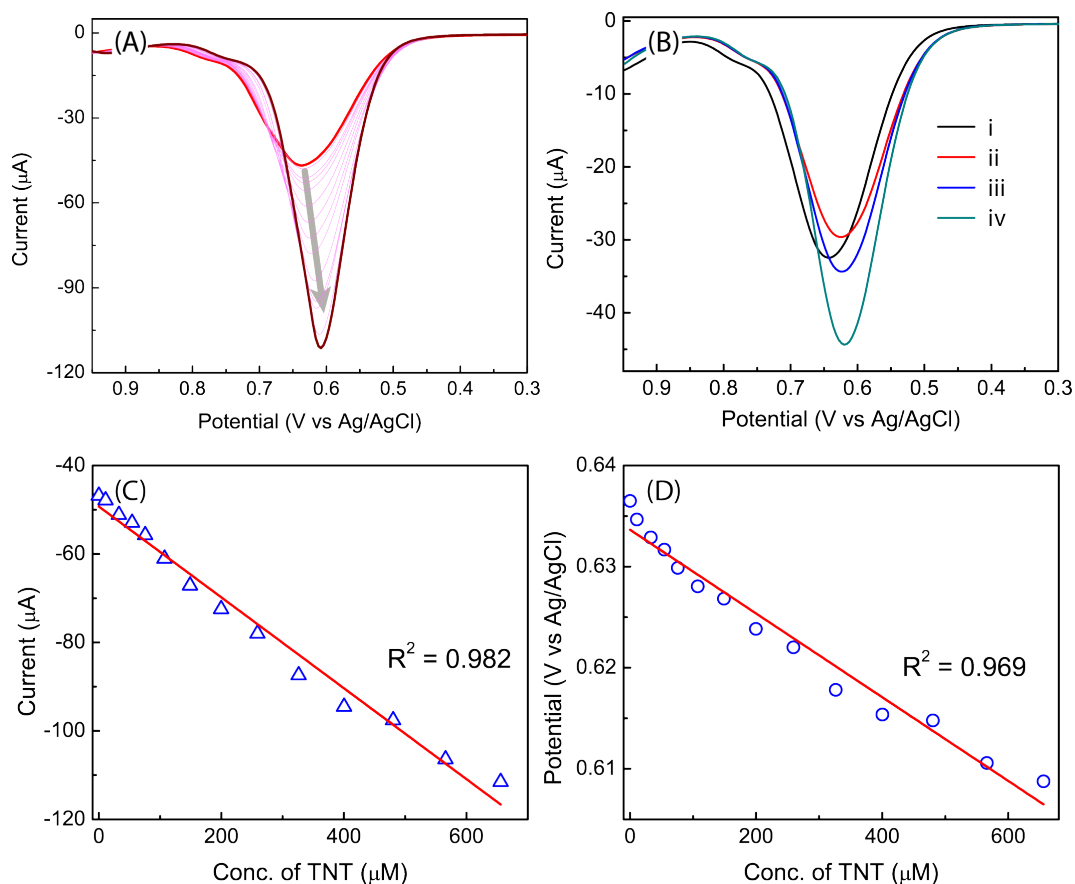 (A)
0
-30
-60
-90
-120
Current (μA)
0.9 0.8 0.7 0.6 0.5 0.4 0.3
Potential (V vs Ag/AgCl)
(B)
0
-10
-20
-30
-40
Current (μA)
i
ii
iii
iv
0.9 0.8 0.7 0.6 0.5 0.4 0.3
Potential (V vs Ag/AgCl)
(C)
-40
-60
-80
-100
-120
Current (μA)
R² = 0.982
0 200 400 600
Conc. of TNT (μM)
(D)
0.64
0.63
0.62
0.61
Potential (V vs Ag/AgCl)
R² = 0.969
0 200 400 600
Conc. of TNT (μM)